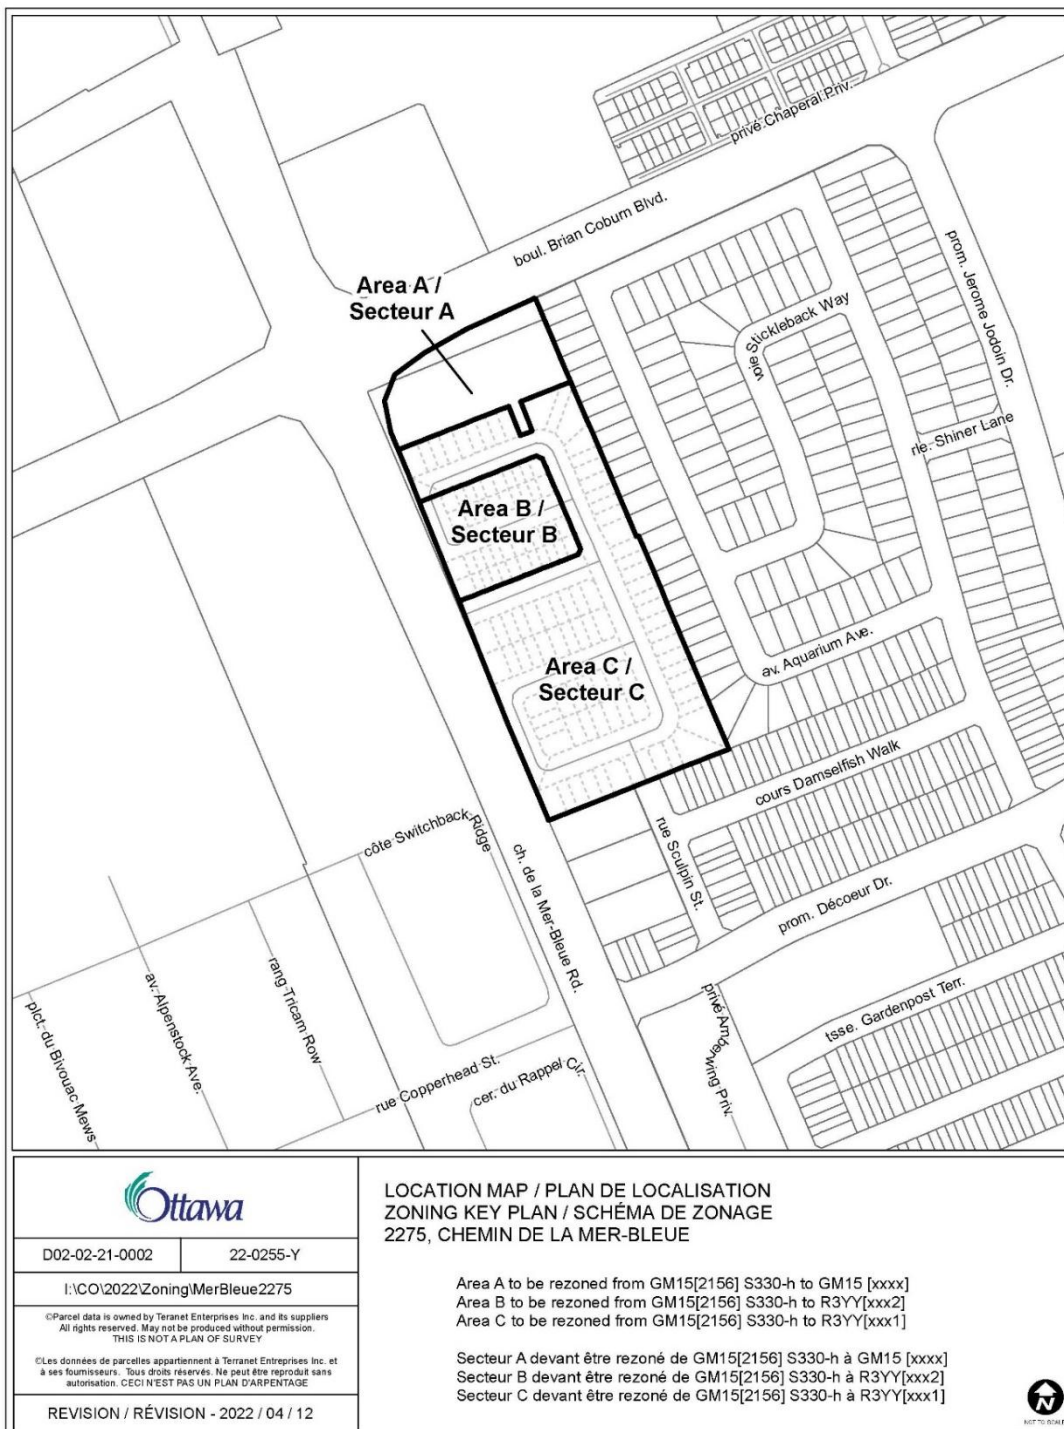 privé Chaperal Priv.
boul. Brian Coburn Blvd.
prom. Jerome Jodoin Dr.
Area A /
Secteur A
voie Stickleback Way
rle. Shiner Lane
Area B /
Secteur B
av. Aquarium Ave.
Area C /
Secteur C
cours Damselfish Walk
côte Switchback Ridge
rue Sculpin St.
ch. de la Mer-Bleue Rd.
prom. Décoeur Dr.
rang Tricam Row
av. Alpenstock Ave.
plct. du Bivouac Mews
tsse. Gardenpost Terr.
privé Amberwing Priv.
rue Copperhead St.
cer. du Rappel Cir.
Ottawa
D02-02-21-0002
22-0255-Y
I:\CO\2022\Zoning\MerBleue2275
©Parcel data is owned by Teranet Enterprises Inc. and its suppliers
All rights reserved. May not be produced without permission.
THIS IS NOT A PLAN OF SURVEY
©Les données de parcelles appartiennent à Terranet Entreprises Inc. et
à ses fournisseurs. Tous droits réservés. Ne peut être reproduit sans
autorisation. CECI N'EST PAS UN PLAN D'ARPENTAGE
REVISION / RÉVISION - 2022 / 04 / 12
LOCATION MAP / PLAN DE LOCALISATION
ZONING KEY PLAN / SCHÉMA DE ZONAGE
2275, CHEMIN DE LA MER-BLEUE
Area A to be rezoned from GM15[2156] S330-h to GM15 [xxxx]
Area B to be rezoned from GM15[2156] S330-h to R3YY[xxx2]
Area C to be rezoned from GM15[2156] S330-h to R3YY[xxx1]
Secteur A devant être rezoné de GM15[2156] S330-h à GM15 [xxxx]
Secteur B devant être rezoné de GM15[2156] S330-h à R3YY[xxx2]
Secteur C devant être rezoné de GM15[2156] S330-h à R3YY[xxx1]
N
NOT TO SCALE